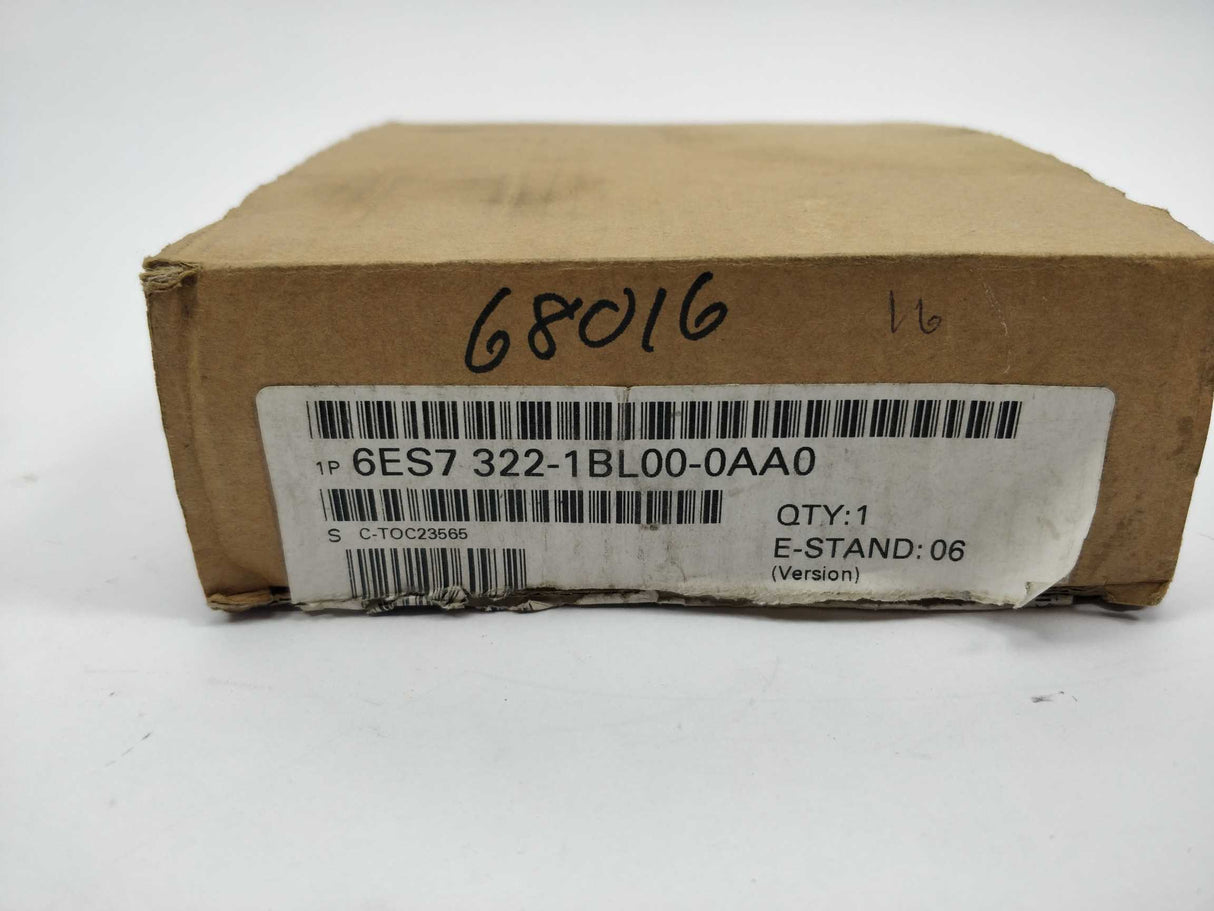 68016 16
1P 6ES7 322-1BL00-0AA0
S C-TOC23565
QTY:1
E-STAND: 06
(Version)